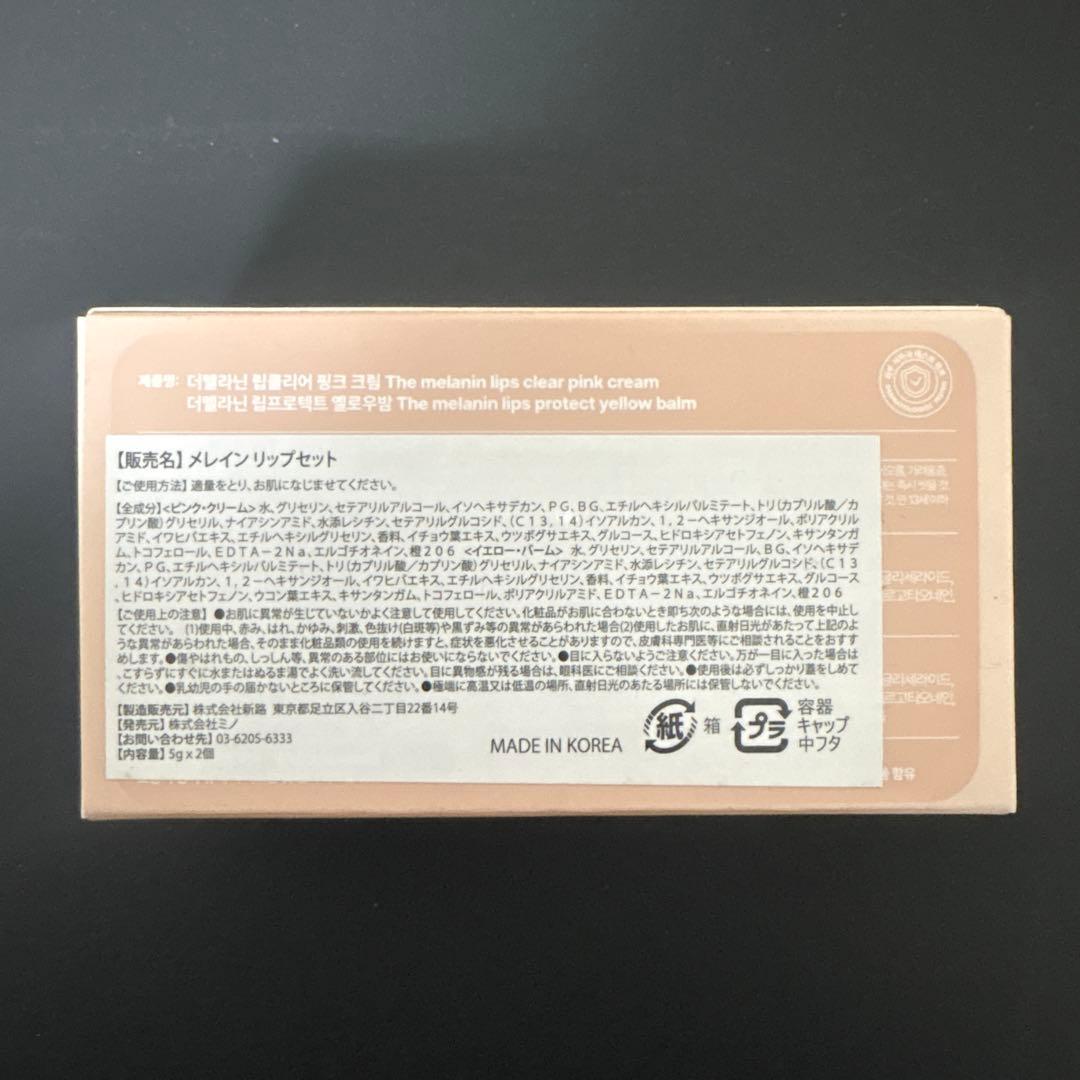 제품명: 더멜라닌 립클리어 핑크 크림 The melanin lips clear pink cream
더멜라닌 립프로텍트 옐로우밤 The melanin lips protect yellow balm
【販売名】メレイン リップセット
【ご使用方法】適量をとり、お肌になじませてください。
【全成分】<ピンク・クリーム> 水、グリセリン、セテアリルアルコール、イソヘキサデカン、PG、BG、エチルヘキシルパルミテート、トリ(カプリル酸／カ
プリン酸)グリセリル、ナイアシンアミド、水添レシチン、セテアリルグルコシド、(C13,14)イソアルカン、1,2-ヘキサンジオール、ポリアクリル
アミド、イワヒバエキス、エチルヘキシルグリセリン、香料、イチョウ葉エキス、ウツボグサエキス、グルコース、ヒドロキシアセトフェノン、キサンタンガ
ム、トコフェロール、EDTA-2Na、エルゴチオネイン、橙206 <イエロー・バーム> 水、グリセリン、セテアリルアルコール、BG、イソヘキサデ
カン、PG、エチルヘキシルパルミテート、トリ(カプリル酸／カプリン酸)グリセリル、ナイアシンアミド、水添レシチン、セテアリルグルコシド、(C13
,14)イソアルカン、1,2-ヘキサンジオール、イワヒバエキス、エチルヘキシルグリセリン、香料、イチョウ葉エキス、ウツボグサエキス、グルコース
、ヒドロキシアセトフェノン、ウコン葉エキス、キサンタンガム、トコフェロール、ポリアクリルアミド、EDTA-2Na、エルゴチオネイン、橙206
【ご使用上の注意】●お肌に異常が生じていないかよく注意して使用してください。化粧品がお肌に合わないとき即ち次のような場合には、使用を中止し
てください。 (1)使用中、赤み、はれ、かゆみ、刺激、色抜け(白斑等)や黒ずみ等の異常があらわれた場合(2)使用したお肌に、直射日光があたって上記のよ
うな異常があらわれた場合、そのまま化粧品類の使用を続けますと、症状を悪化させることがありますので、皮膚科専門医等にご相談されることをおすす
めします。●傷やはれもの、しっしん等、異常のある部位にはお使いにならないでください。●目に入らないようご注意ください。万が一目に入った場合は
、こすらずにすぐに水またはぬるま湯でよく洗い流してください。目に異物感が残る場合は、眼科医にご相談ください。●使用後は必ずしっかり蓋をしめて
ください。●乳幼児の手の届かないところに保管してください。●極端に高温又は低温の場所、直射日光のあたる場所には保管しないでください。
【製造販売元】株式会社新路 東京都足立区入谷二丁目22番14号
【発売元】株式会社ミノ
【お問い合わせ先】03-6205-6333
【内容量】5g x 2個
MADE IN KOREA
紙 箱
プラ
容器
キャップ
中フタ
함유